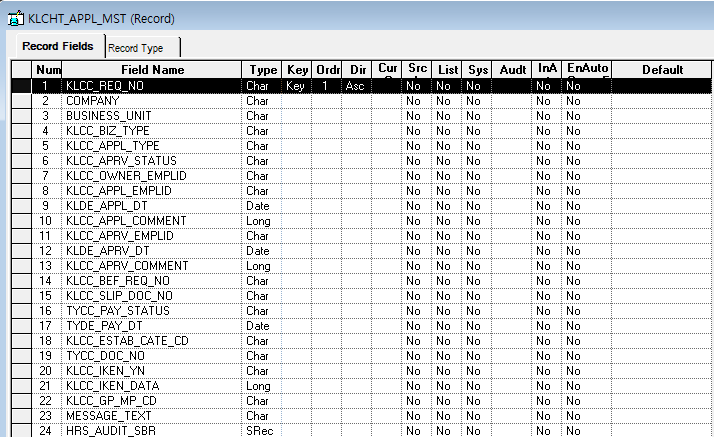 KLCHT_APPL_MST (Record)
Record Fields Record Type
Num Field Name Type Key Ordr Dir Cur Src List Sys Audt InA EnAuto Default
1 KLCC_REQ_NO Char Key 1 Asc No No No No No
2 COMPANY Char No No No No No
3 BUSINESS_UNIT Char No No No No No
4 KLCC_BIZ_TYPE Char No No No No No
5 KLCC_APPL_TYPE Char No No No No No
6 KLCC_APRV_STATUS Char No No No No No
7 KLCC_OWNER_EMPLID Char No No No No No
8 KLCC_APPL_EMPLID Char No No No No No
9 KLDE_APPL_DT Date No No No No No
10 KLCC_APPL_COMMENT Long No No No No No
11 KLCC_APRV_EMPLID Char No No No No No
12 KLDE_APRV_DT Date No No No No No
13 KLCC_APRV_COMMENT Long No No No No No
14 KLCC_BEF_REQ_NO Char No No No No No
15 KLCC_SLIP_DOC_NO Char No No No No No
16 TYCC_PAY_STATUS Char No No No No No
17 TYDE_PAY_DT Date No No No No No
18 KLCC_ESTAB_CATE_CD Char No No No No No
19 TYCC_DOC_NO Char No No No No No
20 KLCC_IKEN_YN Char No No No No No
21 KLCC_IKEN_DATA Long No No No No No
22 KLCC_GP_MP_CD Char No No No No No
23 MESSAGE_TEXT Char No No No No No
24 HRS_AUDIT_SBR SRec No No No No No